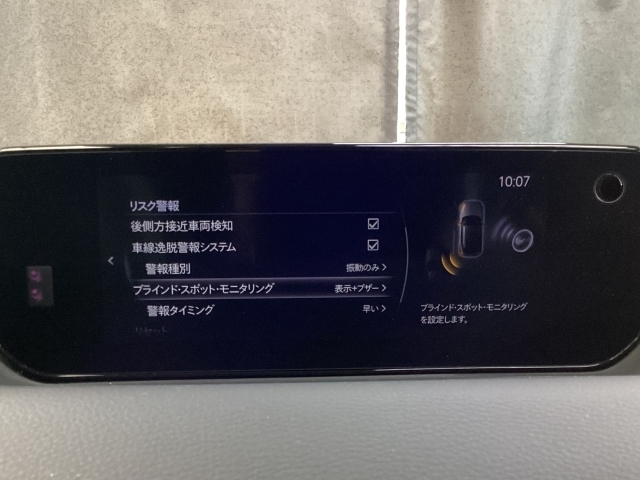 10:07
リスク警報
後側方接近車両検知
車線逸脱警報システム
警報種別 振動のみ
ブラインド・スポット・モニタリング 表示+ブザー
警報タイミング 早い
ブラインド・スポット・モニタリング
を設定します。